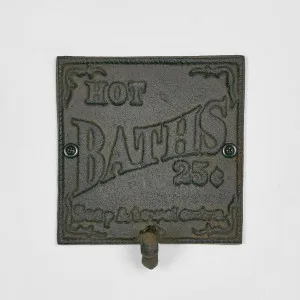 HOT
BATHS
25¢
Soap & towel extra